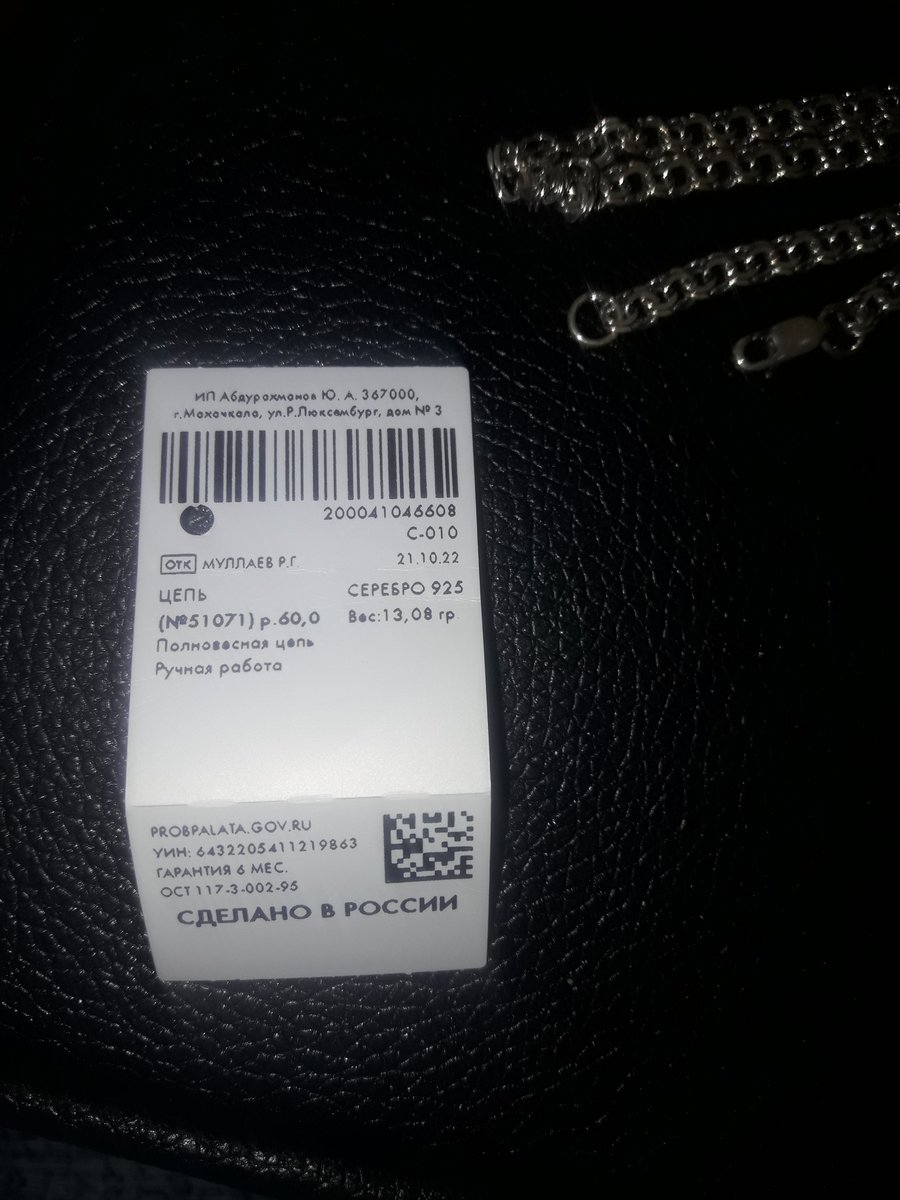 ИП Абдурахманов Ю. А. 367000,
г.Махачкала, ул.Р.Люксембург, дом № 3
200041046608
С-010
ОТК МУЛЛАЕВ Р.Г. 21.10.22
ЦЕПЬ СЕРЕБРО 925
(№51071) р.60,0 Вес:13,08 гр.
Полновесная цепь
Ручная работа
PROBPALATA.GOV.RU
УИН: 6432205411219863
ГАРАНТИЯ 6 МЕС.
ОСТ 117-3-002-95
СДЕЛАНО В РОССИИ